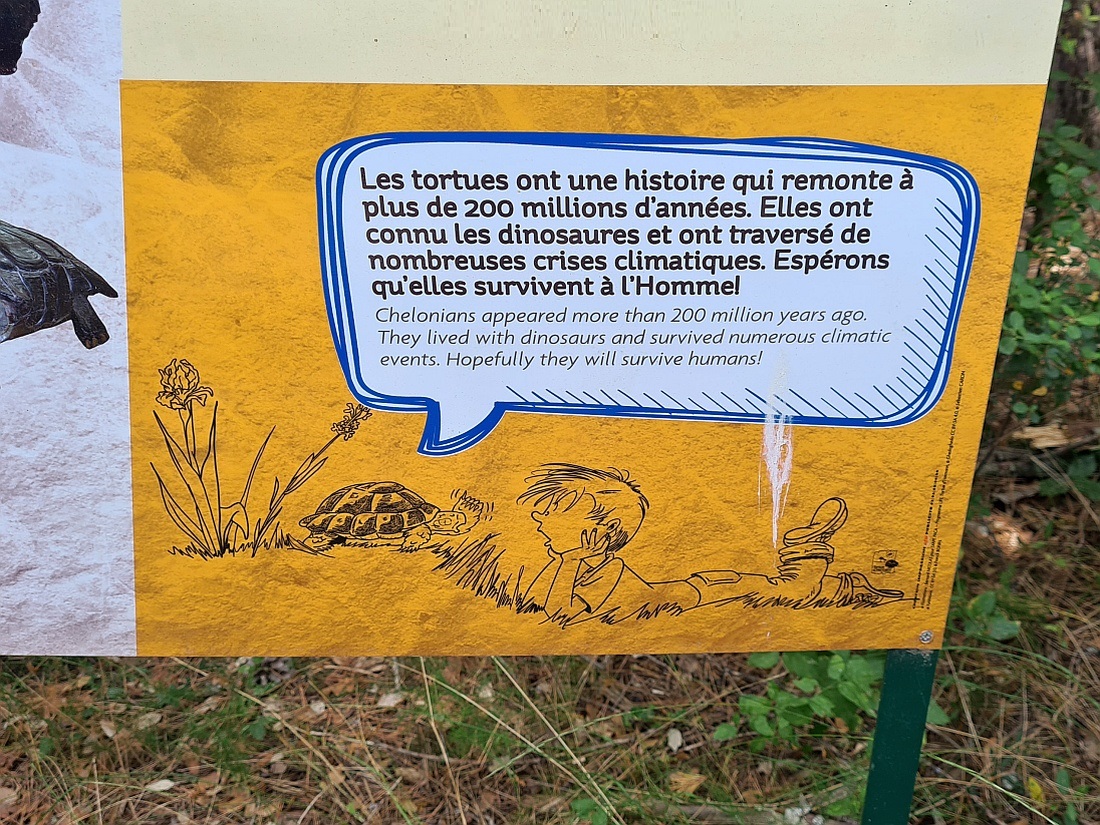 Les tortues ont une histoire qui remonte à
plus de 200 millions d'années. Elles ont
connu les dinosaures et ont traversé de
nombreuses crises climatiques. Espérons
qu'elles survivent à l'Homme!
Chelonians appeared more than 200 million years ago.
They lived with dinosaurs and survived numerous climatic
events. Hopefully they will survive humans!